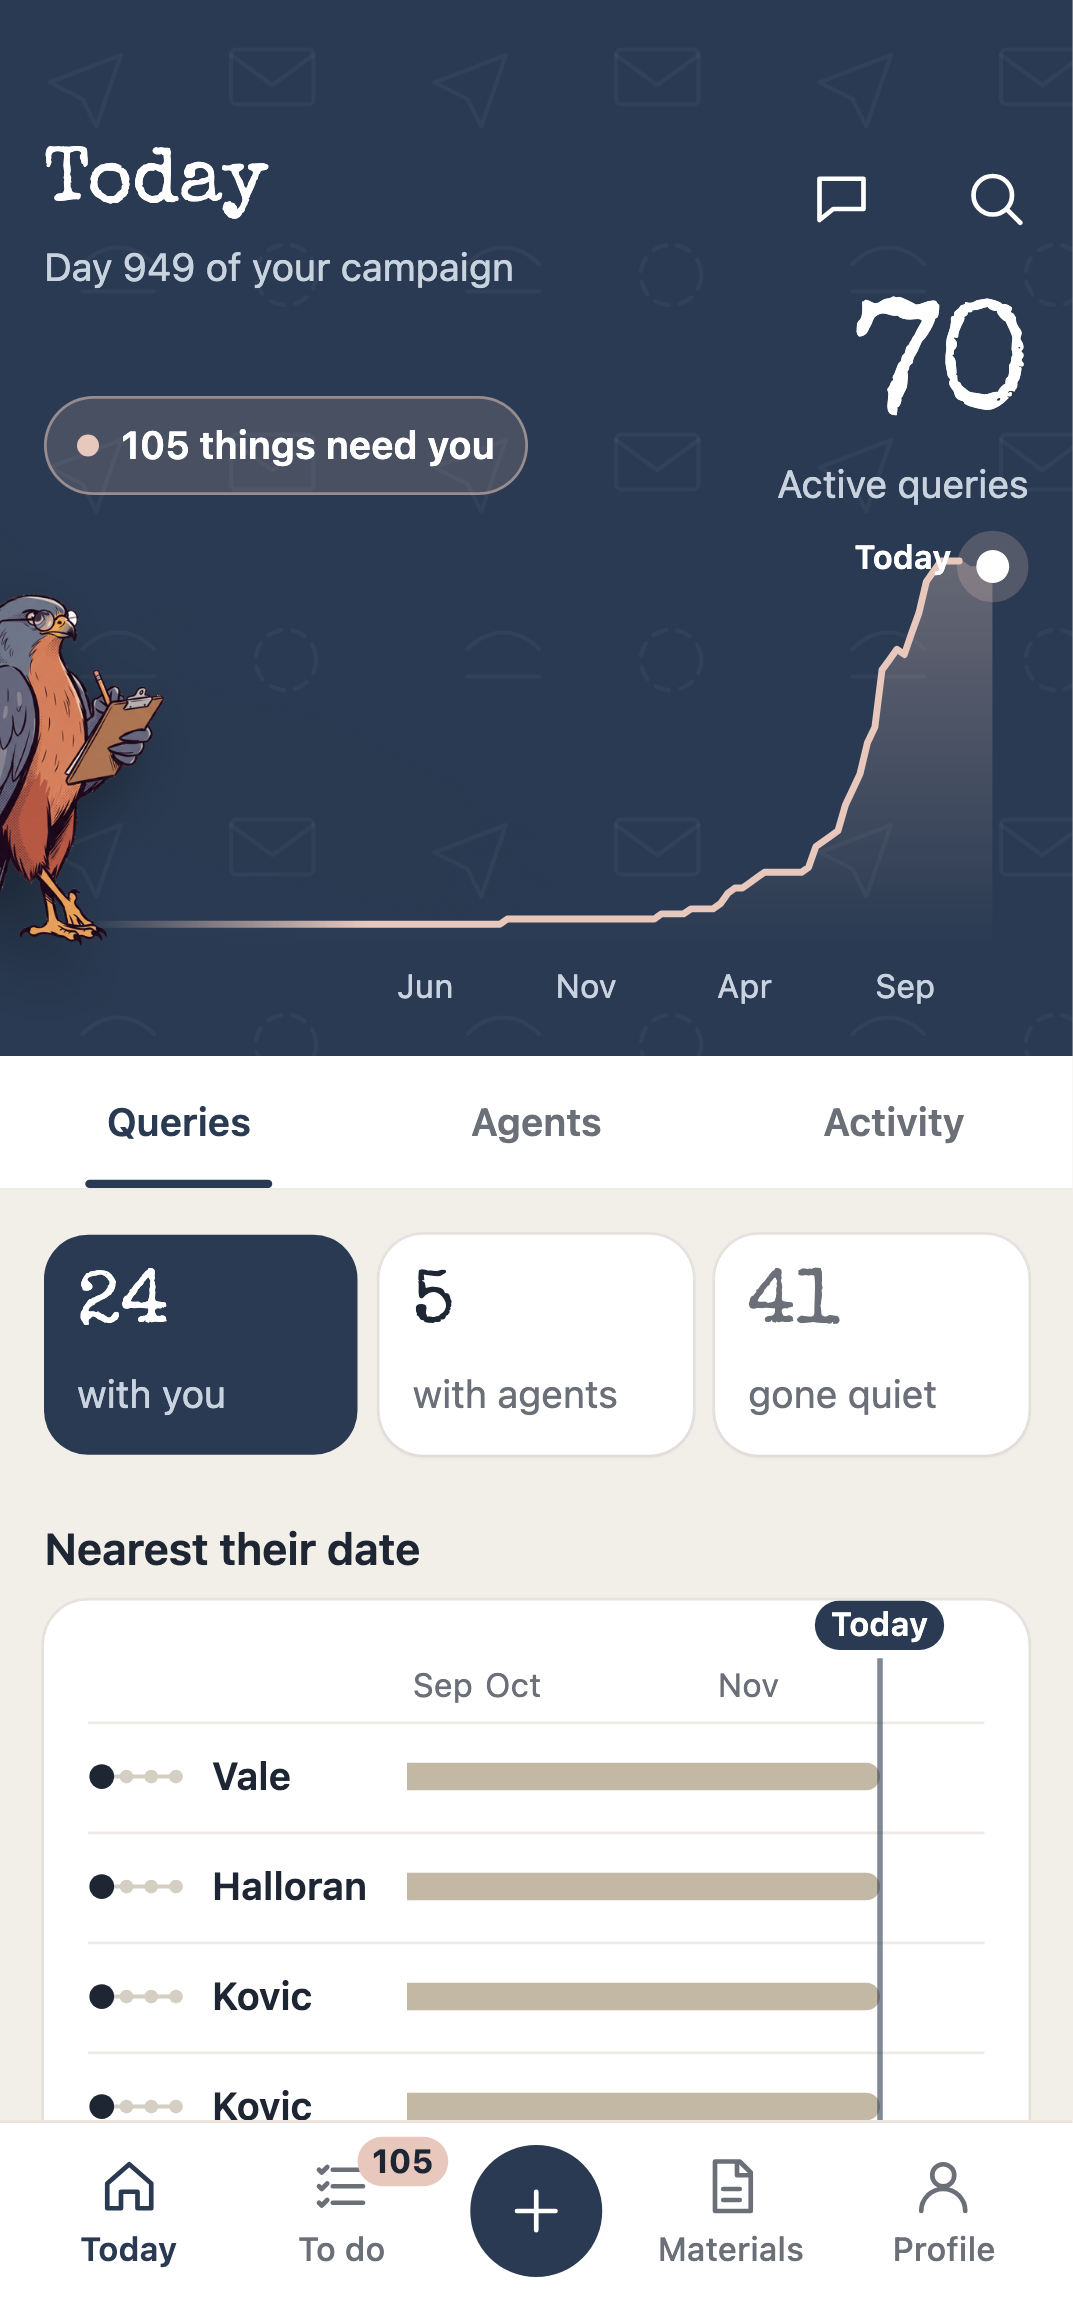 Today
Day 949 of your campaign
70
105 things need you
Active queries
Today
Jun Nov Apr Sep
Queries Agents Activity
24 5 41
with you with agents gone quiet
Nearest their date
Today
Sep Oct Nov
Vale
Halloran
Kovic
Kovic
105
Today To do Materials Profile